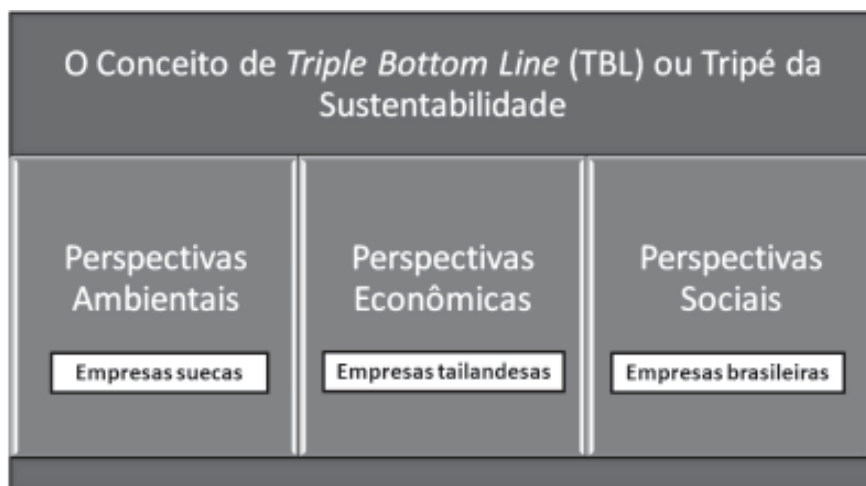 O Conceito de Triple Bottom Line (TBL) ou Tripé da
Sustentabilidade
Perspectivas
Ambientais
Empresas suecas
Perspectivas
Econômicas
Empresas tailandesas
Perspectivas
Sociais
Empresas brasileiras